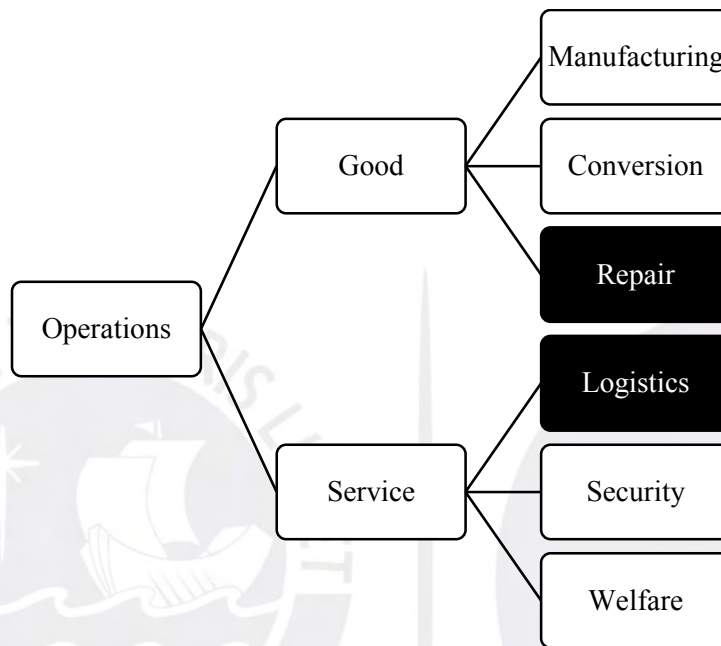 Operations
Good
Manufacturing
Conversion
Repair
Service
Logistics
Security
Welfare